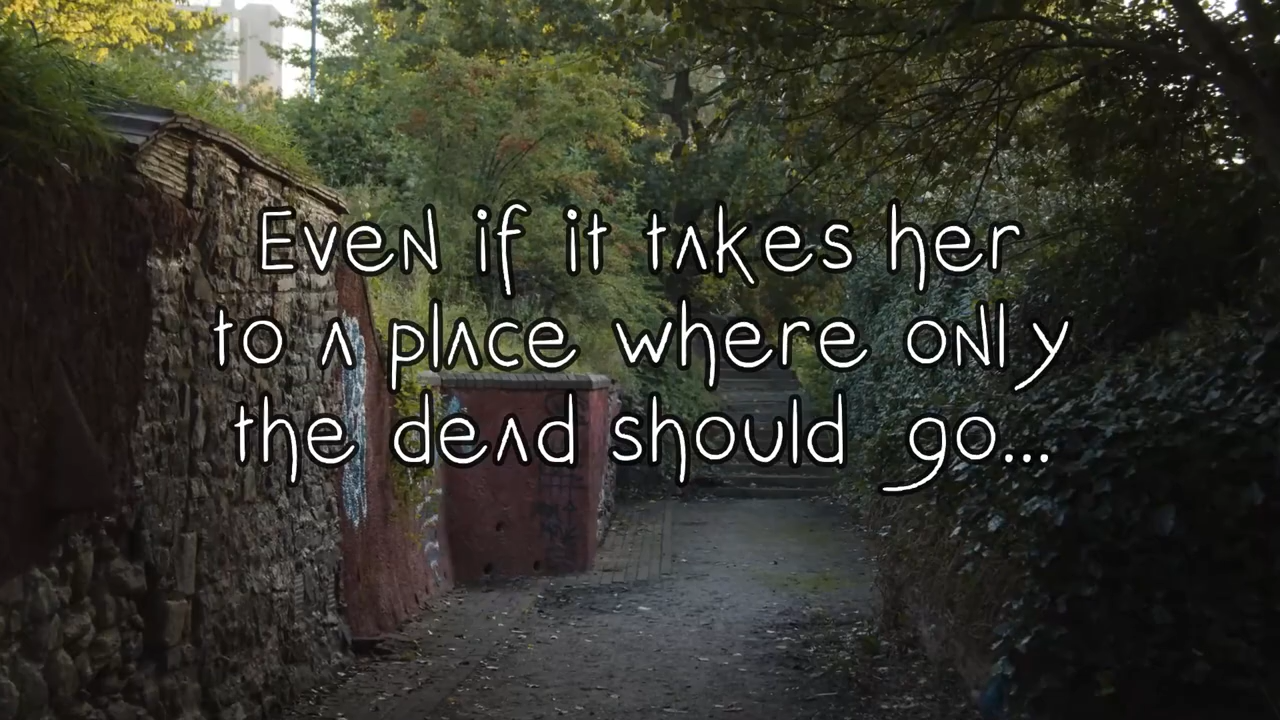 Even if it takes her
to a place where only
the dead should go...